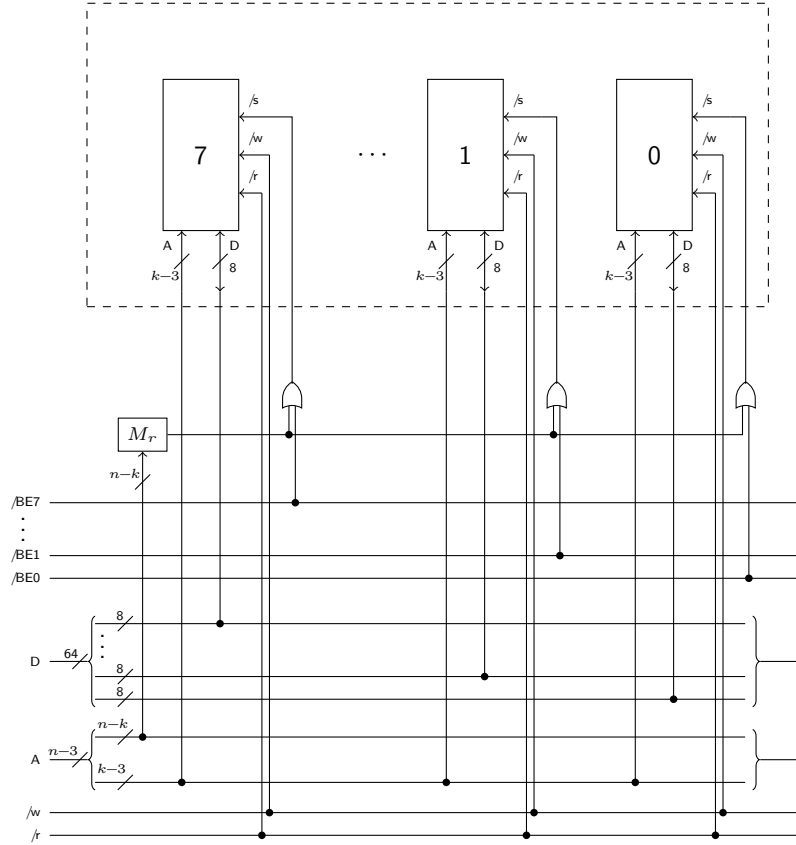 /s /s /s
/w /w /w
7 ... 1 0
/r /r /r
A D A D A D
8 8 8
k−3 k−3 k−3
M_r
n−k
/BE7
/BE1
/BE0
8
64
D
8
8
n−k
n−3
A
k−3
/w
/r